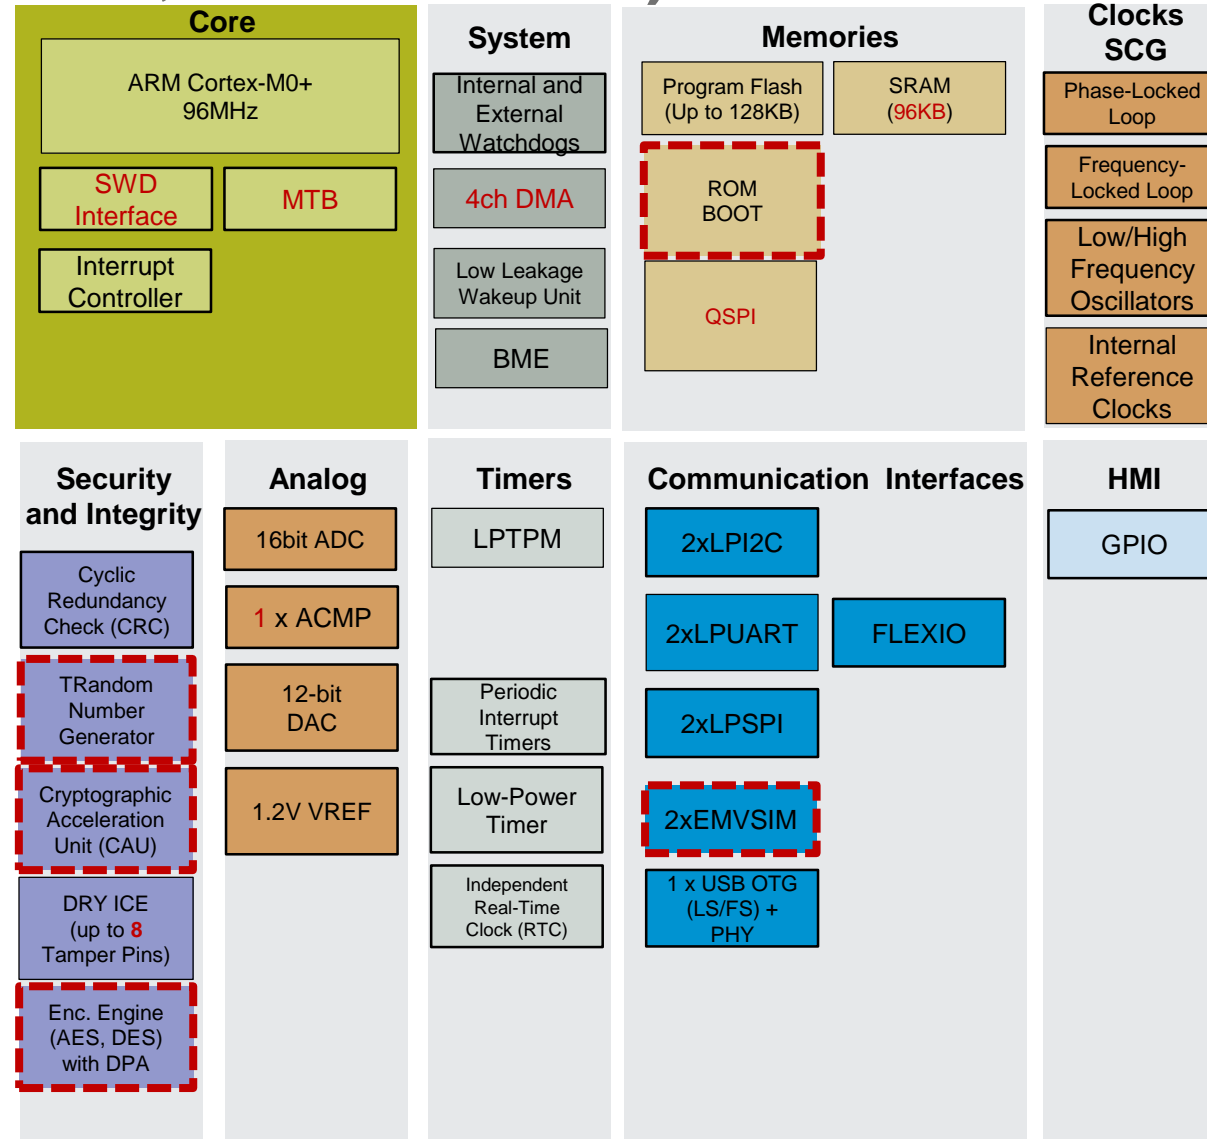 Core
ARM Cortex-M0+
96MHz
SWD
Interface
MTB
Interrupt
Controller
System
Internal and
External
Watchdogs
4ch DMA
Low Leakage
Wakeup Unit
BME
Memories
Program Flash
(Up to 128KB)
SRAM
(96KB)
ROM
BOOT
QSPI
Clocks
SCG
Phase-Locked
Loop
Frequency-
Locked Loop
Low/High
Frequency
Oscillators
Internal
Reference
Clocks
Security
and Integrity
Cyclic
Redundancy
Check (CRC)
TRandom
Number
Generator
Cryptographic
Acceleration
Unit (CAU)
DRY ICE
(up to 8
Tamper Pins)
Enc. Engine
(AES, DES)
with DPA
Analog
16bit ADC
1 x ACMP
12-bit
DAC
1.2V VREF
Timers
LPTPM
Periodic
Interrupt
Timers
Low-Power
Timer
Independent
Real-Time
Clock (RTC)
Communication Interfaces
2xLPI2C
2xLPUART
FLEXIO
2xLPSPI
2xEMVSIM
1 x USB OTG
(LS/FS) +
PHY
HMI
GPIO